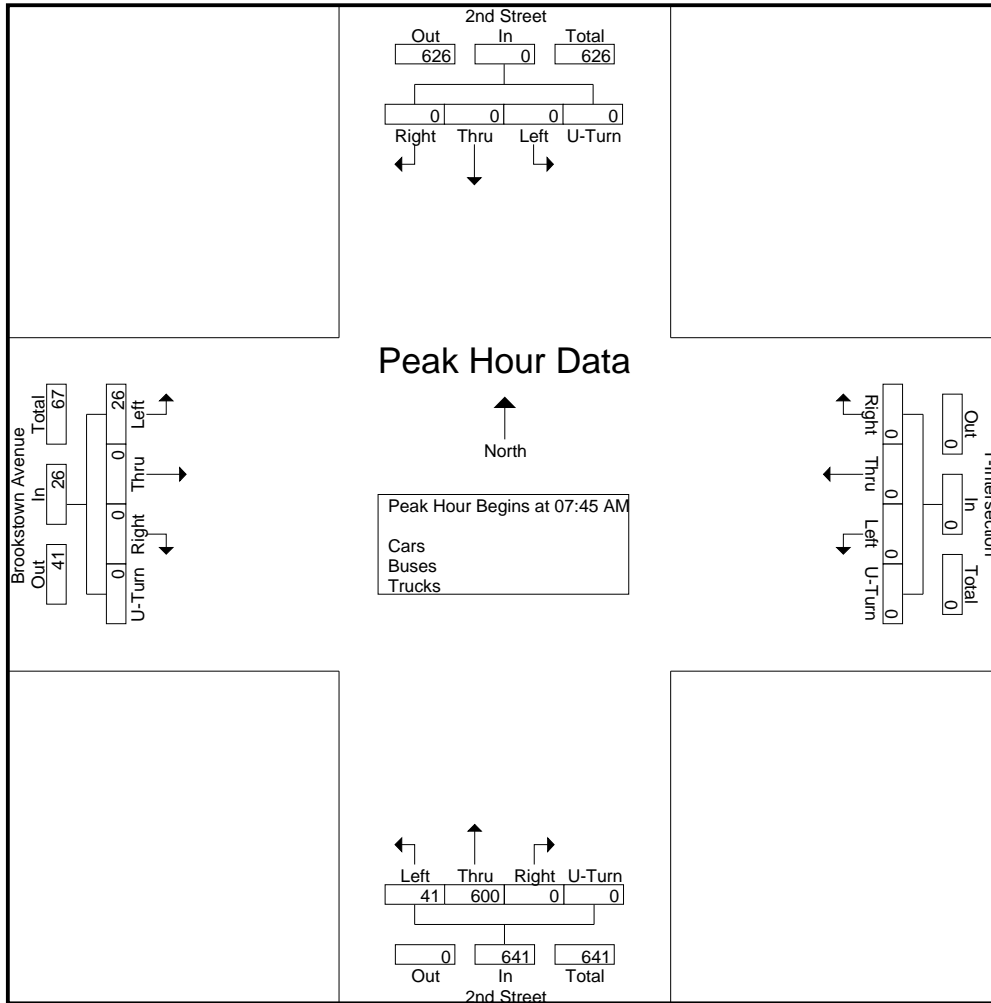 2nd Street
Out In Total
626 0 626
0 0 0 0
Right Thru Left U-Turn
Peak Hour Data
North
Peak Hour Begins at 07:45 AM
Cars
Buses
Trucks
Brookstown Avenue
Total In Out
67 26 41
26 0 0 0
Left Thru Right U-Turn
T-Intersection
Out In Total
0 0 0
0 0 0 0
Right Thru Left U-Turn
Left Thru Right U-Turn
41 600 0 0
0 641 641
Out In Total
2nd Street